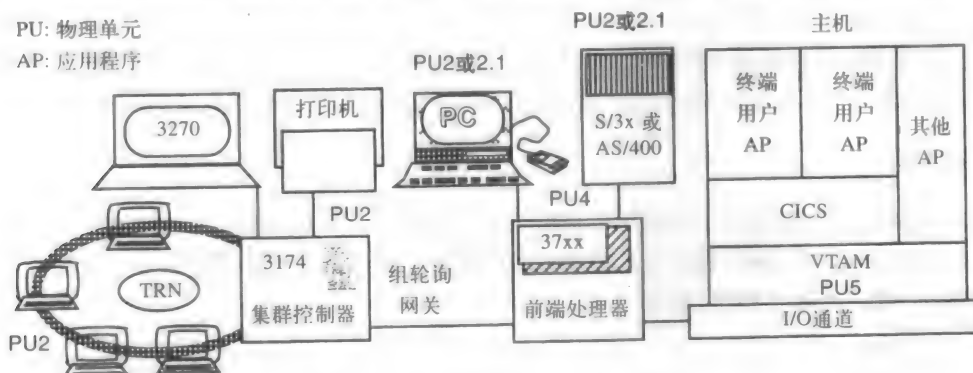 PU: 物理单元
AP: 应用程序
PU2或2.1
PU2或2.1
主机
3270
打印机
PC
S/3x 或
AS/400
终端
用户
AP
终端
用户
AP
其他
AP
PU2
PU4
CICS
3174
37xx
VTAM
PU5
TRN
组轮询
网关
集群控制器
前端处理器
I/O通道
PU2